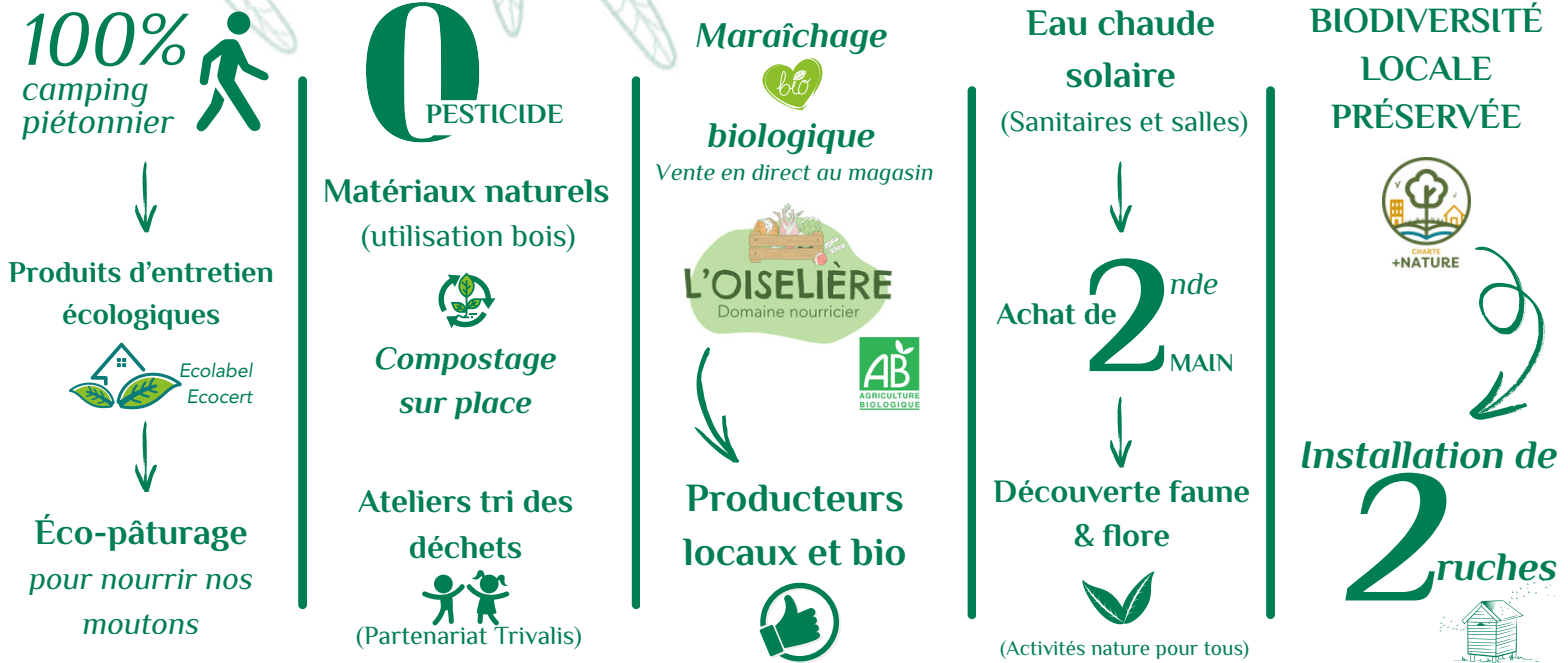 100%
camping
piétonnier
Produits d'entretien
écologiques
Ecolabel
Ecocert
Éco-pâturage
pour nourrir nos
moutons
0
PESTICIDE
Matériaux naturels
(utilisation bois)
Compostage
sur place
Ateliers tri des
déchets
(Partenariat Trivalis)
Maraîchage
bio
biologique
Vente en direct au magasin
L'OISELIÈRE
Domaine nourricier
AB
AGRICULTURE
BIOLOGIQUE
Producteurs
locaux et bio
Eau chaude
solaire
(Sanitaires et salles)
Achat de 2nde
MAIN
Découverte faune
& flore
(Activités nature pour tous)
BIODIVERSITÉ
LOCALE
PRÉSERVÉE
CHARTE
+NATURE
Installation de
2 ruches